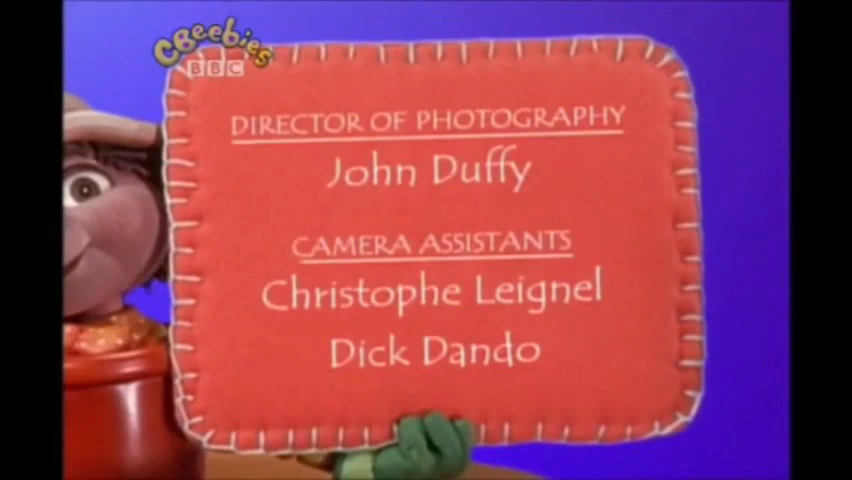 CBeebies
BBC
DIRECTOR OF PHOTOGRAPHY
John Duffy
CAMERA ASSISTANTS
Christophe Leignel
Dick Dando